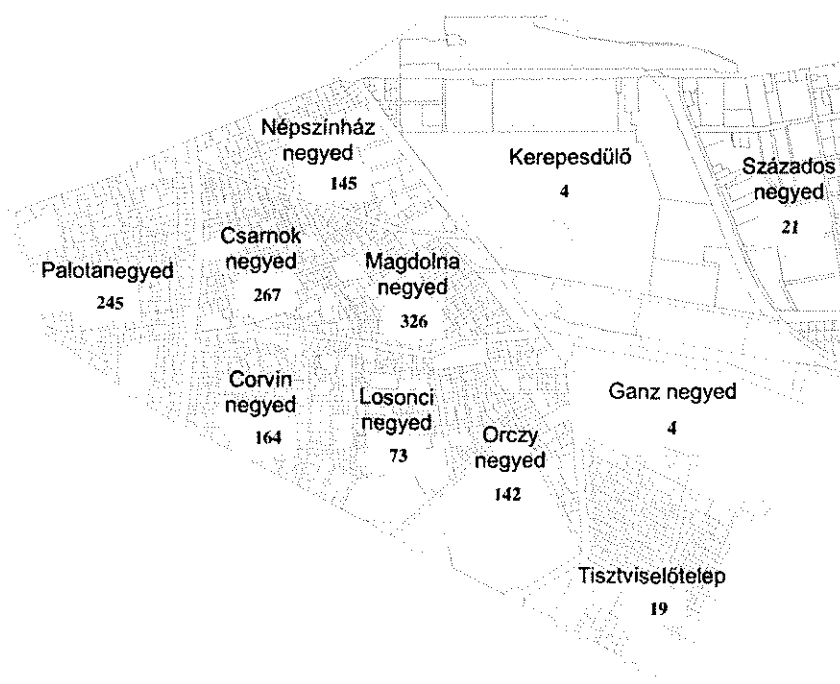 Népszínház
negyed
145
Kerepesdülő
4
Százados
negyed
21
Csarnok
negyed
267
Palotanegyed
245
Magdolna
negyed
326
Corvin
negyed
164
Losonci
negyed
73
Orczy
negyed
142
Ganz negyed
4
Tisztviselőtelep
19